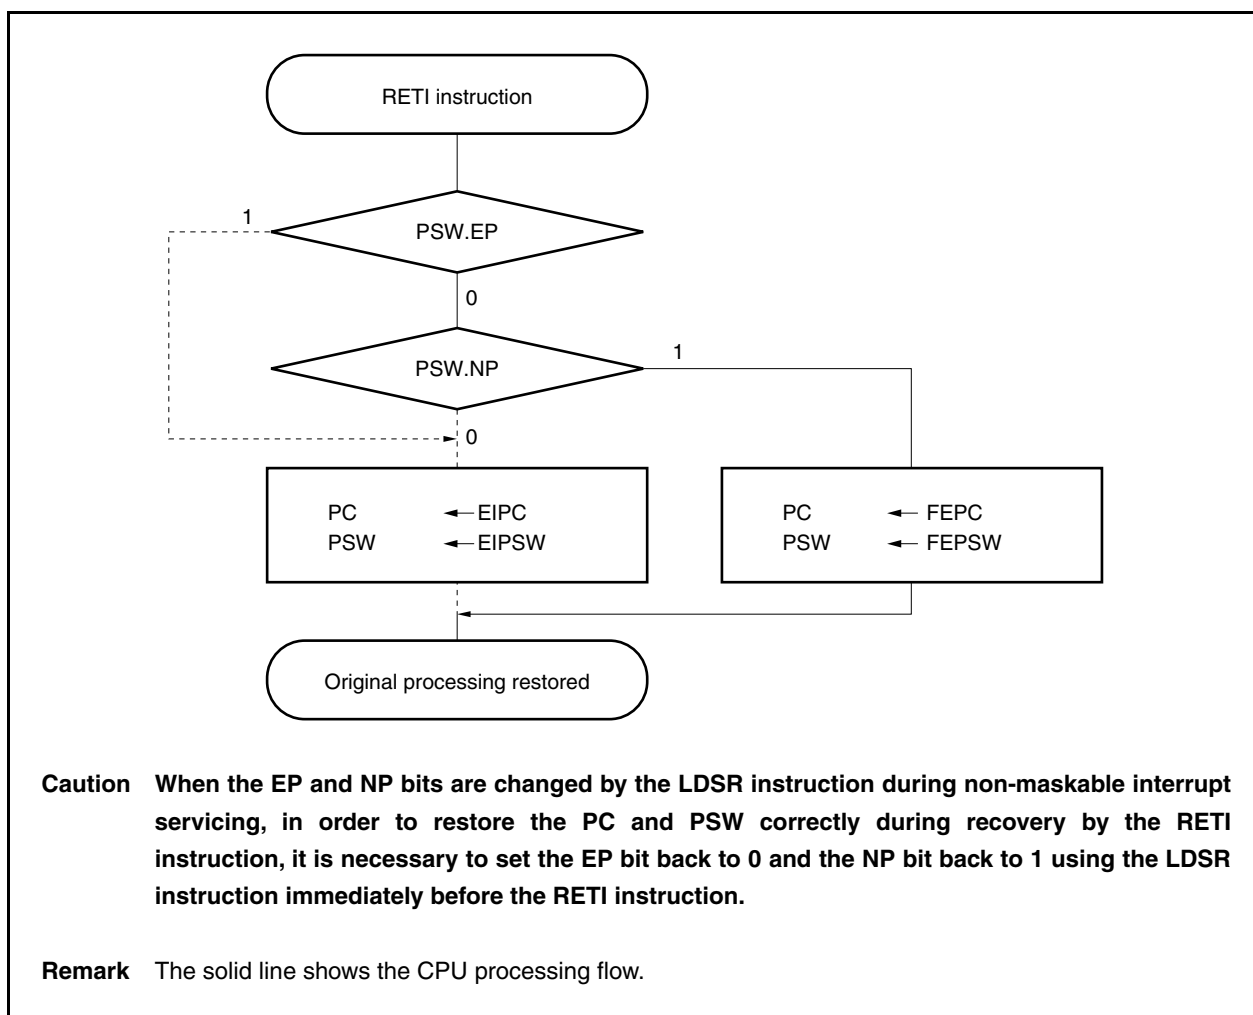 RETI instruction
1
PSW.EP
0
PSW.NP
1
0
PC ← EIPC
PSW ← EIPSW
PC ← FEPC
PSW ← FEPSW
Original processing restored
Caution When the EP and NP bits are changed by the LDSR instruction during non-maskable interrupt
servicing, in order to restore the PC and PSW correctly during recovery by the RETI
instruction, it is necessary to set the EP bit back to 0 and the NP bit back to 1 using the LDSR
instruction immediately before the RETI instruction.
Remark The solid line shows the CPU processing flow.